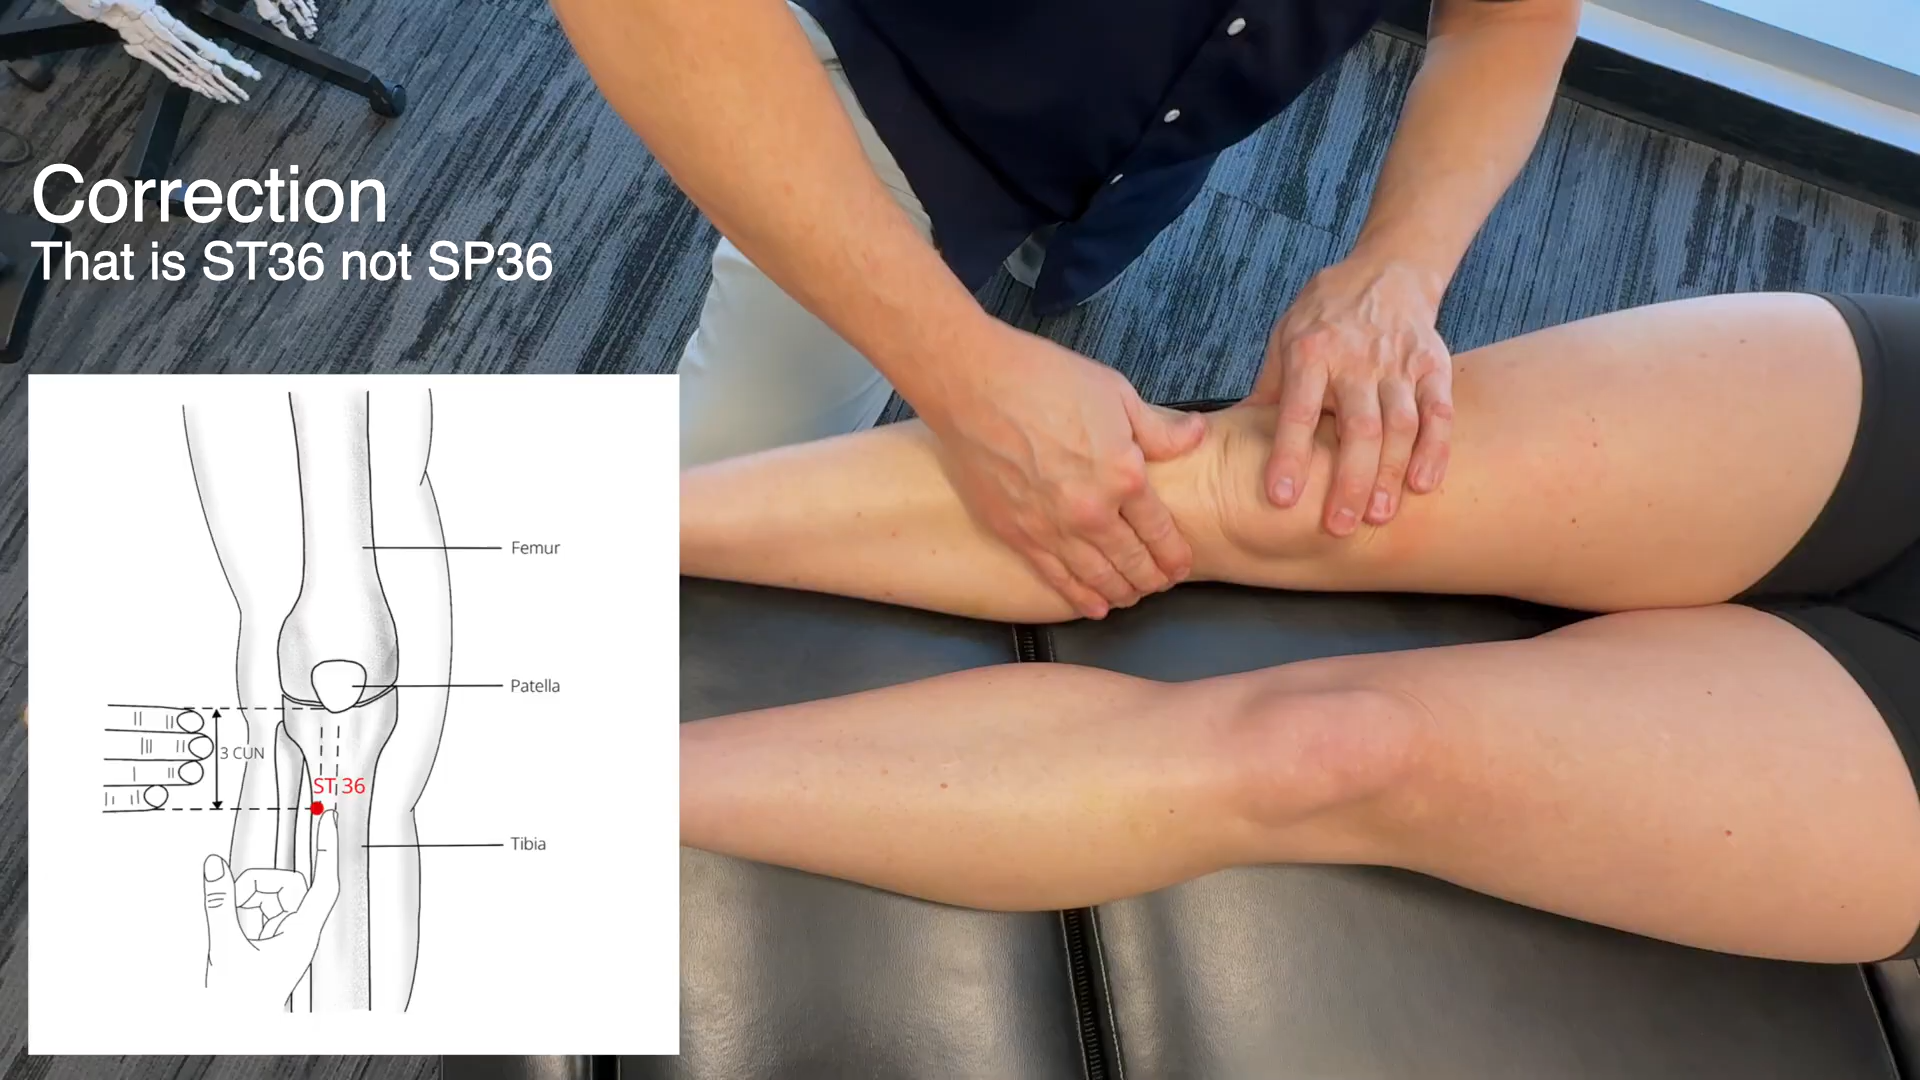 Correction
That is ST36 not SP36
Femur
Patella
3 CUN
ST 36
Tibia